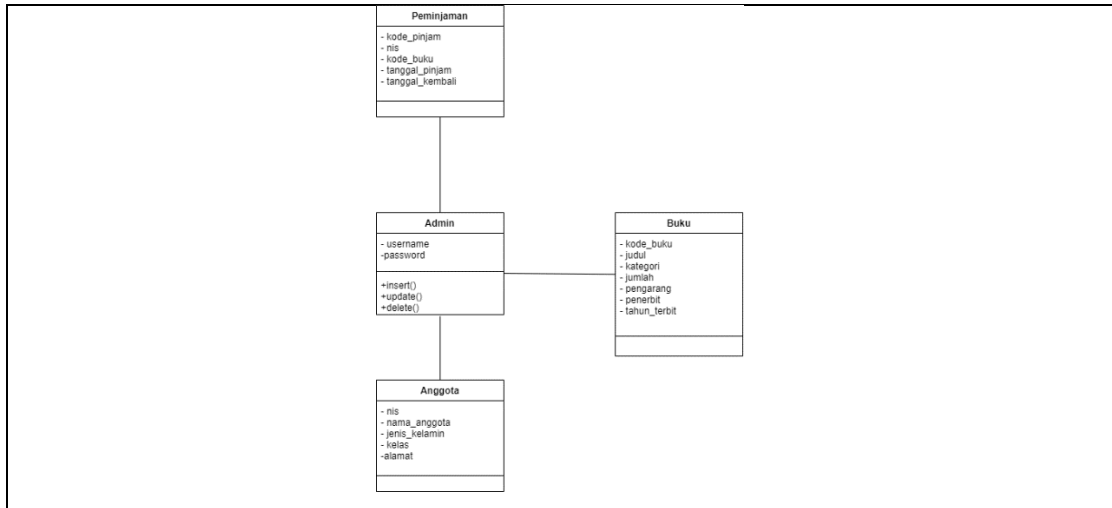 Peminjaman
- kode_pinjam
- nis
- kode_buku
- tanggal_pinjam
- tanggal_kembali
Admin
- username
-password
+insert()
+update()
+delete()
Buku
- kode_buku
- judul
- kategori
- jumlah
- pengarang
- penerbit
- tahun_terbit
Anggota
- nis
- nama_anggota
- jenis_kelamin
- kelas
-alamat